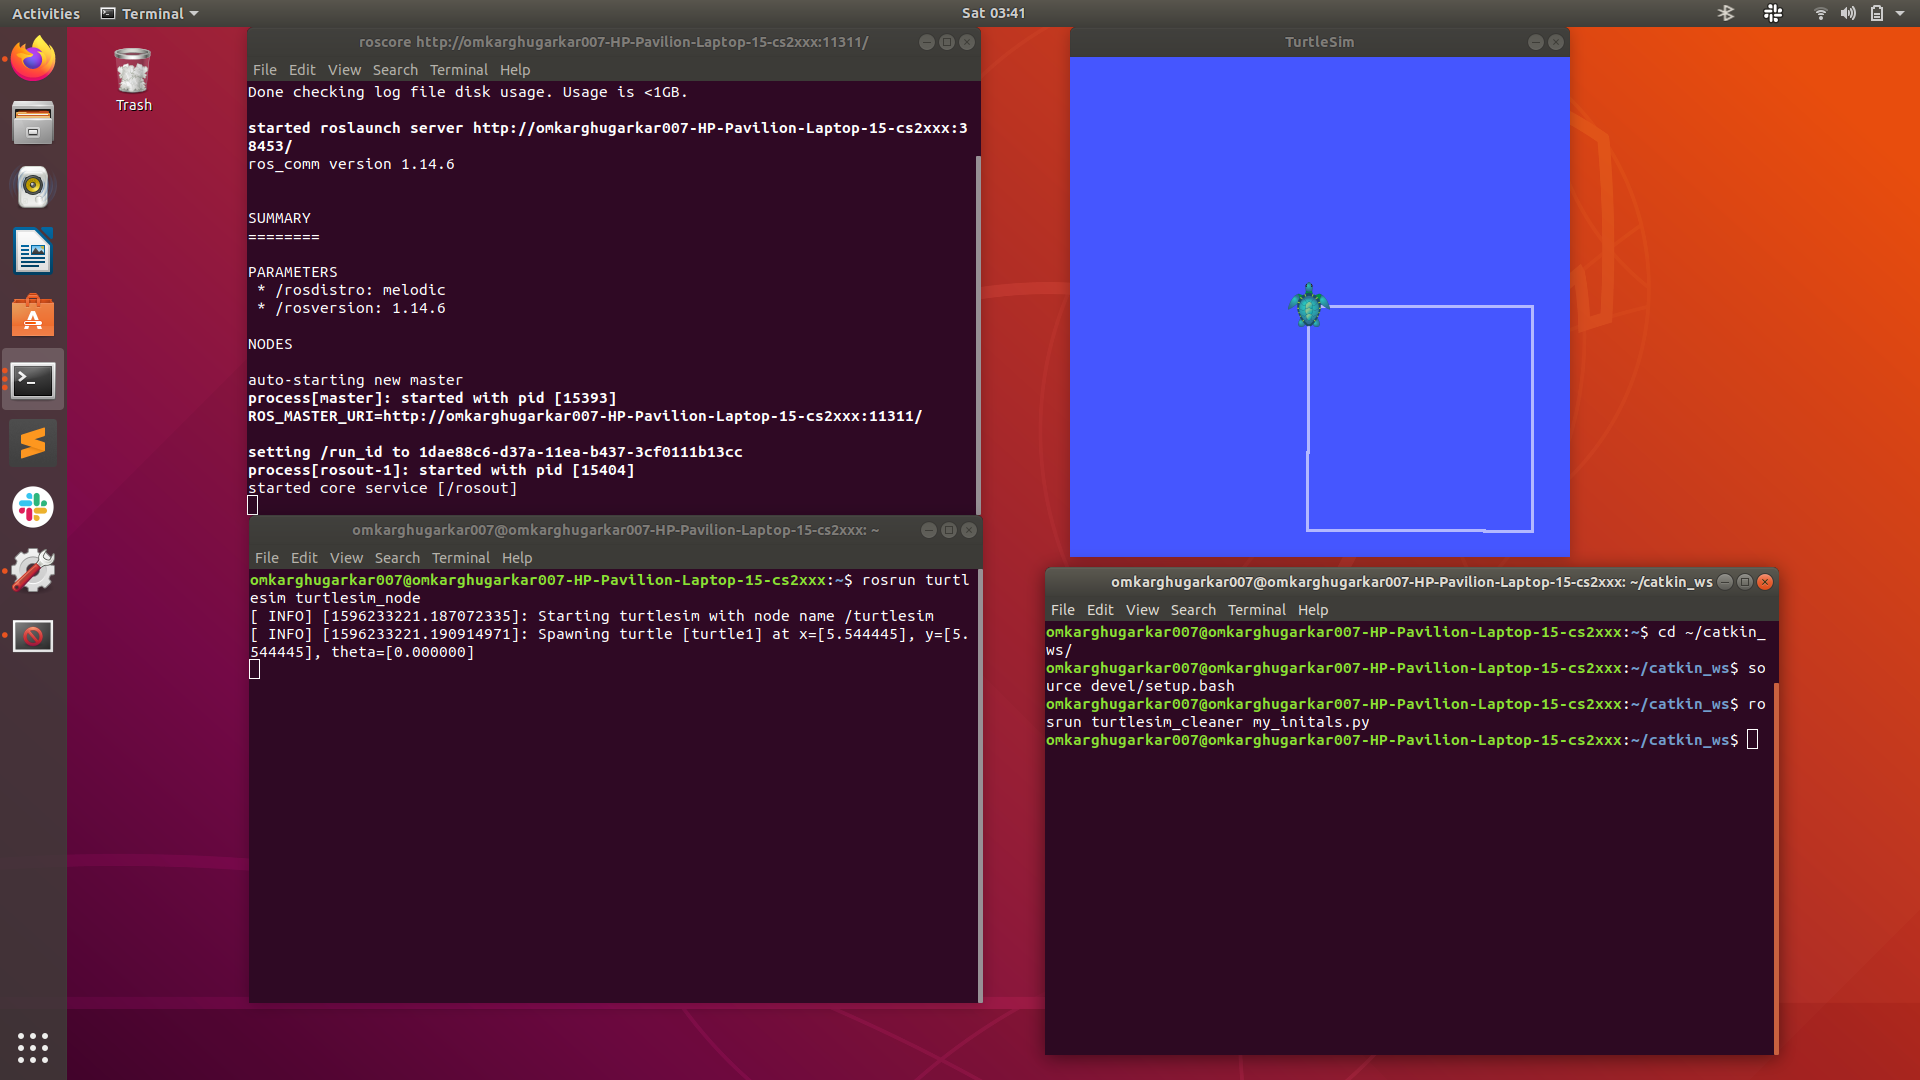 Activities
Terminal
Sat 03:41
Trash
roscore http://omkarghugarkar007-HP-Pavilion-Laptop-15-cs2xxx:11311/
File Edit View Search Terminal Help
Done checking log file disk usage. Usage is <1GB.
started roslaunch server http://omkarghugarkar007-HP-Pavilion-Laptop-15-cs2xxx:3
8453/
ros_comm version 1.14.6
SUMMARY
========
PARAMETERS
* /rosdistro: melodic
* /rosversion: 1.14.6
NODES
auto-starting new master
process[master]: started with pid [15393]
ROS_MASTER_URI=http://omkarghugarkar007-HP-Pavilion-Laptop-15-cs2xxx:11311/
setting /run_id to 1dae88c6-d37a-11ea-b437-3cf0111b13cc
process[rosout-1]: started with pid [15404]
started core service [/rosout]
omkarghugarkar007@omkarghugarkar007-HP-Pavilion-Laptop-15-cs2xxx: ~
File Edit View Search Terminal Help
omkarghugarkar007@omkarghugarkar007-HP-Pavilion-Laptop-15-cs2xxx:~$ rosrun turtl
esim turtlesim_node
[ INFO] [1596233221.187072335]: Starting turtlesim with node name /turtlesim
[ INFO] [1596233221.190914971]: Spawning turtle [turtle1] at x=[5.544445], y=[5.
544445], theta=[0.000000]
TurtleSim
omkarghugarkar007@omkarghugarkar007-HP-Pavilion-Laptop-15-cs2xxx: ~/catkin_ws
File Edit View Search Terminal Help
omkarghugarkar007@omkarghugarkar007-HP-Pavilion-Laptop-15-cs2xxx:~$ cd ~/catkin_
ws/
omkarghugarkar007@omkarghugarkar007-HP-Pavilion-Laptop-15-cs2xxx:~/catkin_ws$ so
urce devel/setup.bash
omkarghugarkar007@omkarghugarkar007-HP-Pavilion-Laptop-15-cs2xxx:~/catkin_ws$ ro
srun turtlesim_cleaner my_initals.py
omkarghugarkar007@omkarghugarkar007-HP-Pavilion-Laptop-15-cs2xxx:~/catkin_ws$